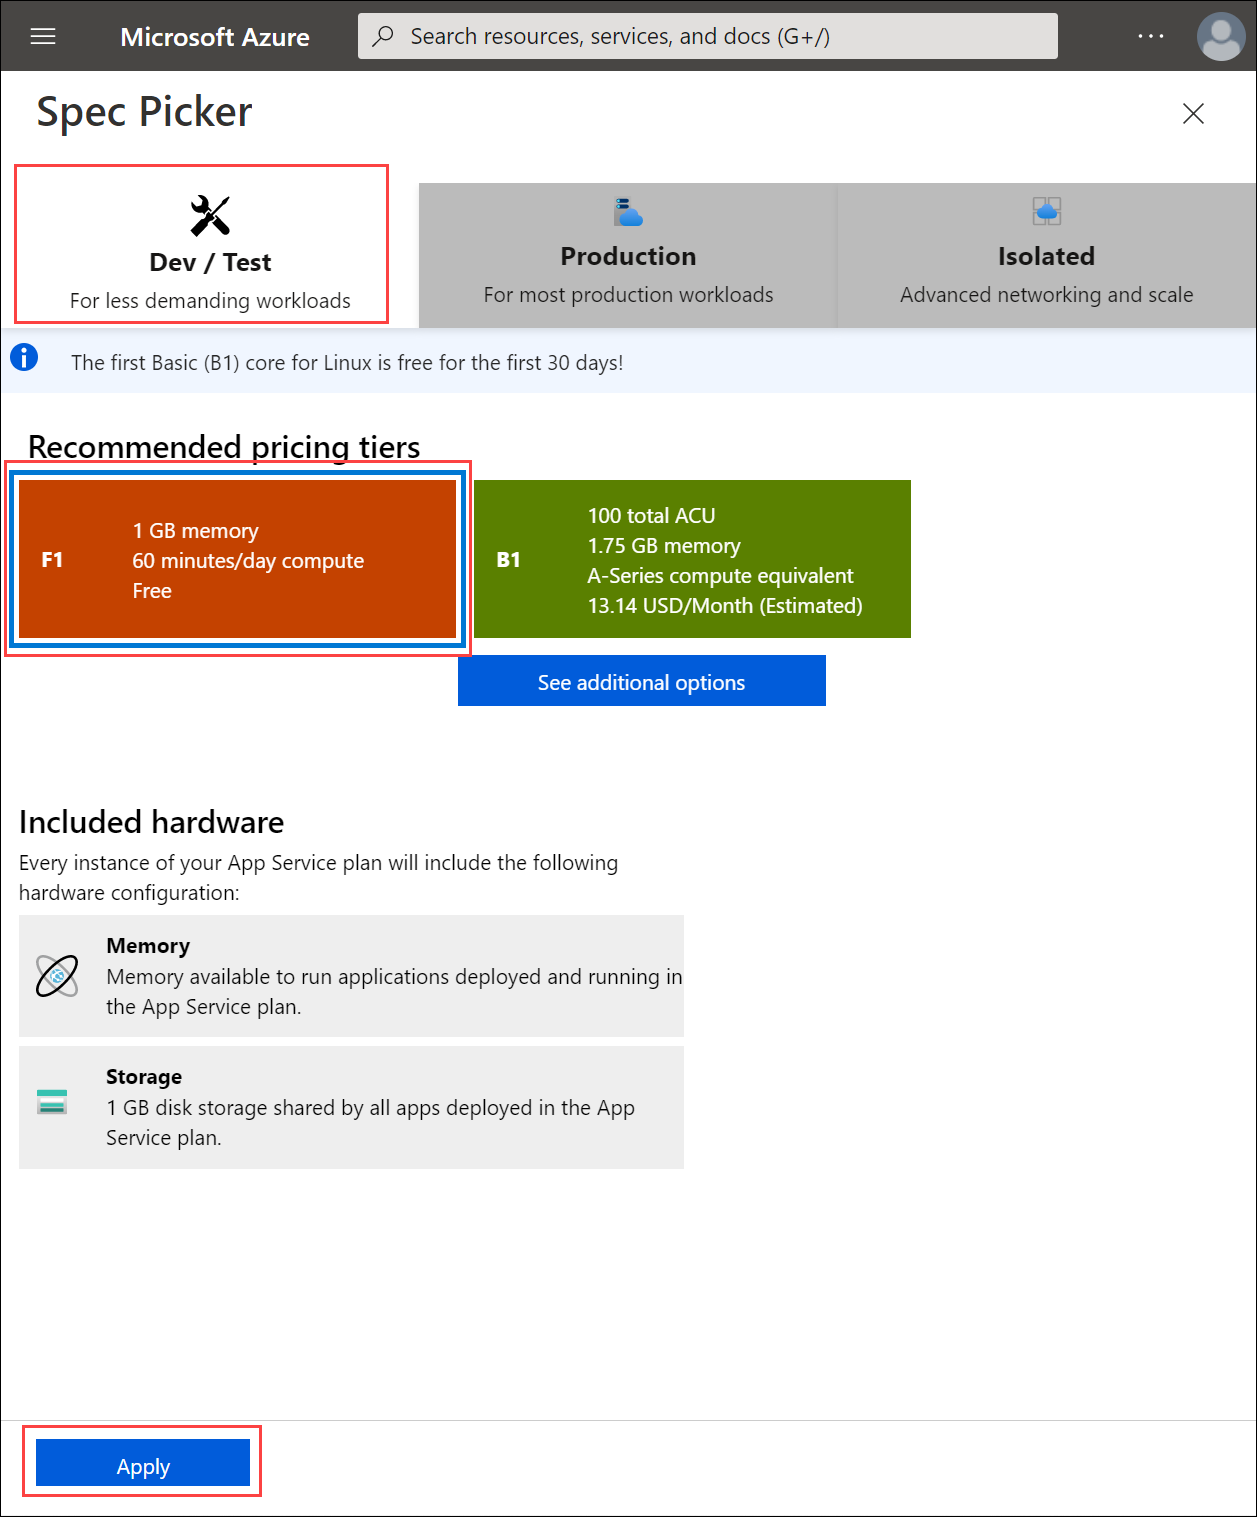 Microsoft Azure
Search resources, services, and docs (G+/)
Spec Picker
Dev / Test
For less demanding workloads
Production
For most production workloads
Isolated
Advanced networking and scale
The first Basic (B1) core for Linux is free for the first 30 days!
Recommended pricing tiers
F1
1 GB memory
60 minutes/day compute
Free
B1
100 total ACU
1.75 GB memory
A-Series compute equivalent
13.14 USD/Month (Estimated)
See additional options
Included hardware
Every instance of your App Service plan will include the following
hardware configuration:
Memory
Memory available to run applications deployed and running in
the App Service plan.
Storage
1 GB disk storage shared by all apps deployed in the App
Service plan.
Apply